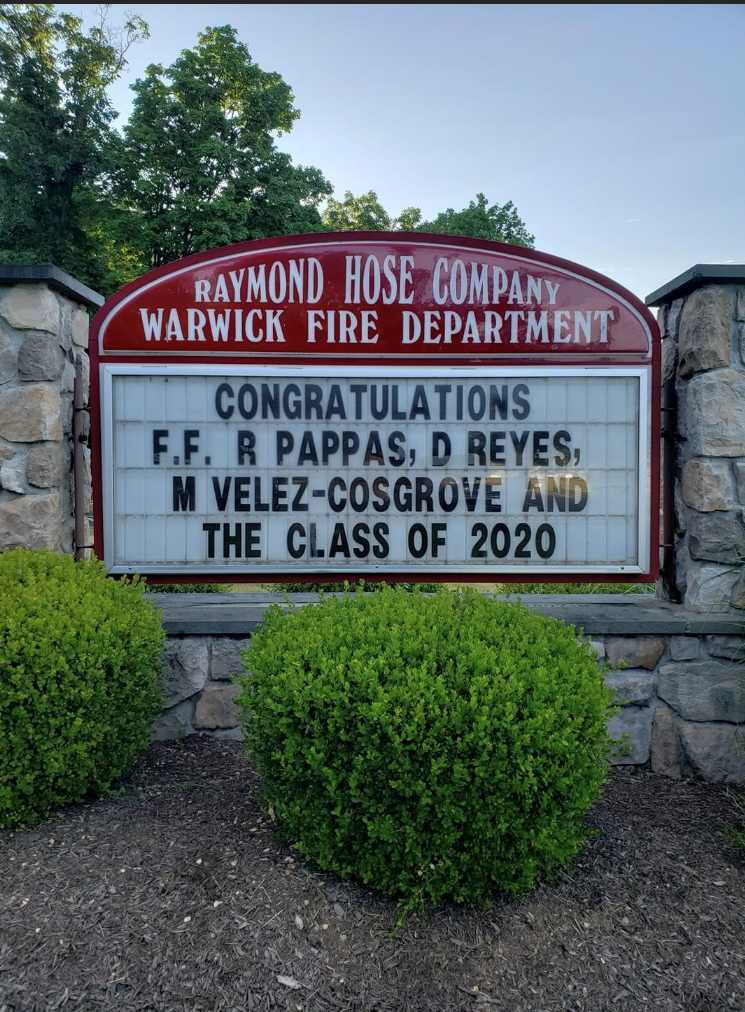 RAYMOND HOSE COMPANY
WARWICK FIRE DEPARTMENT
CONGRATULATIONS
F.F. R PAPPAS, D REYES,
M VELEZ-COSGROVE AND
THE CLASS OF 2020